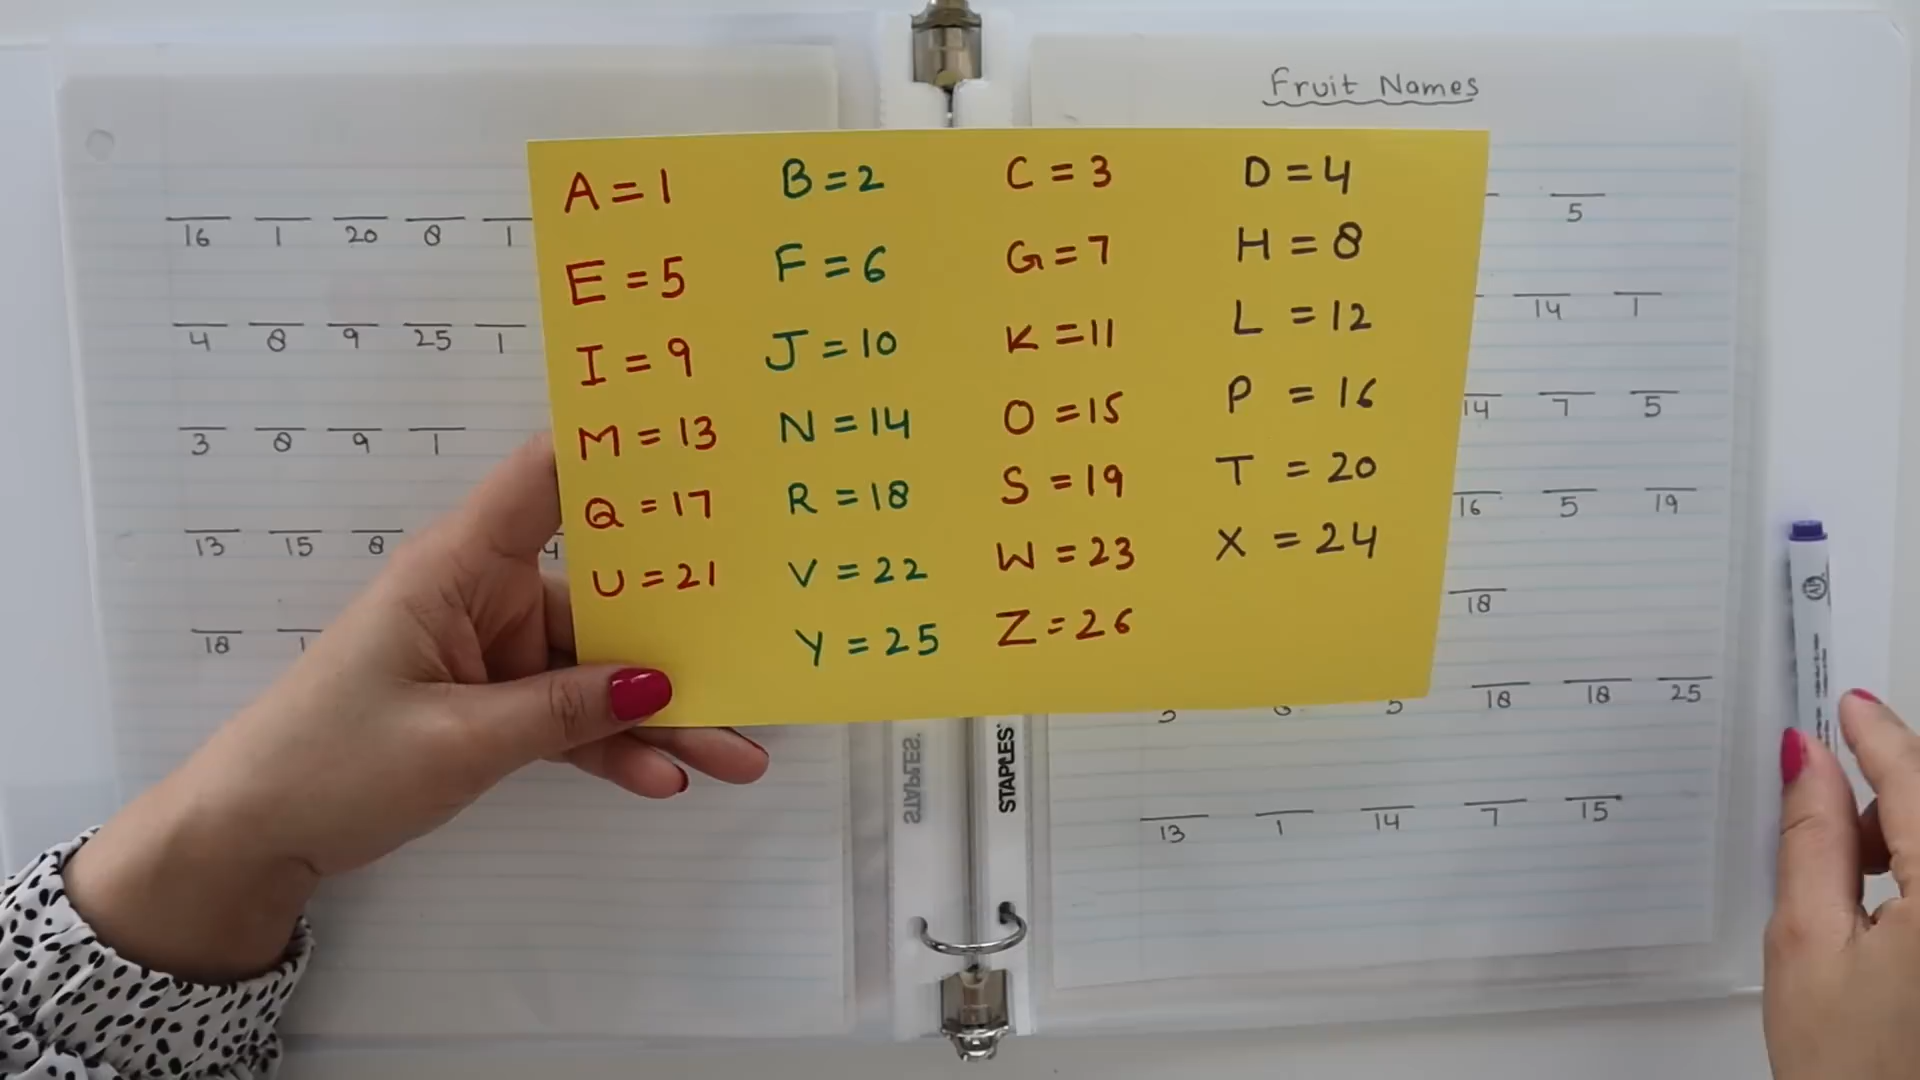 Fruit Names
A = 1 B = 2 C = 3 D = 4
E = 5 F = 6 G = 7 H = 8
I = 9 J = 10 K = 11 L = 12
M = 13 N = 14 O = 15 P = 16
Q = 17 R = 18 S = 19 T = 20
U = 21 V = 22 W = 23 X = 24
Y = 25 Z = 26
16 1 20 8 1
4 8 9 25 1
3 8 9 1
13 15 8
18 1
5
14 1
14 7 5
16 5 19
18
18 18 25
13 1 14 7 15
STAPLES
STAPLES